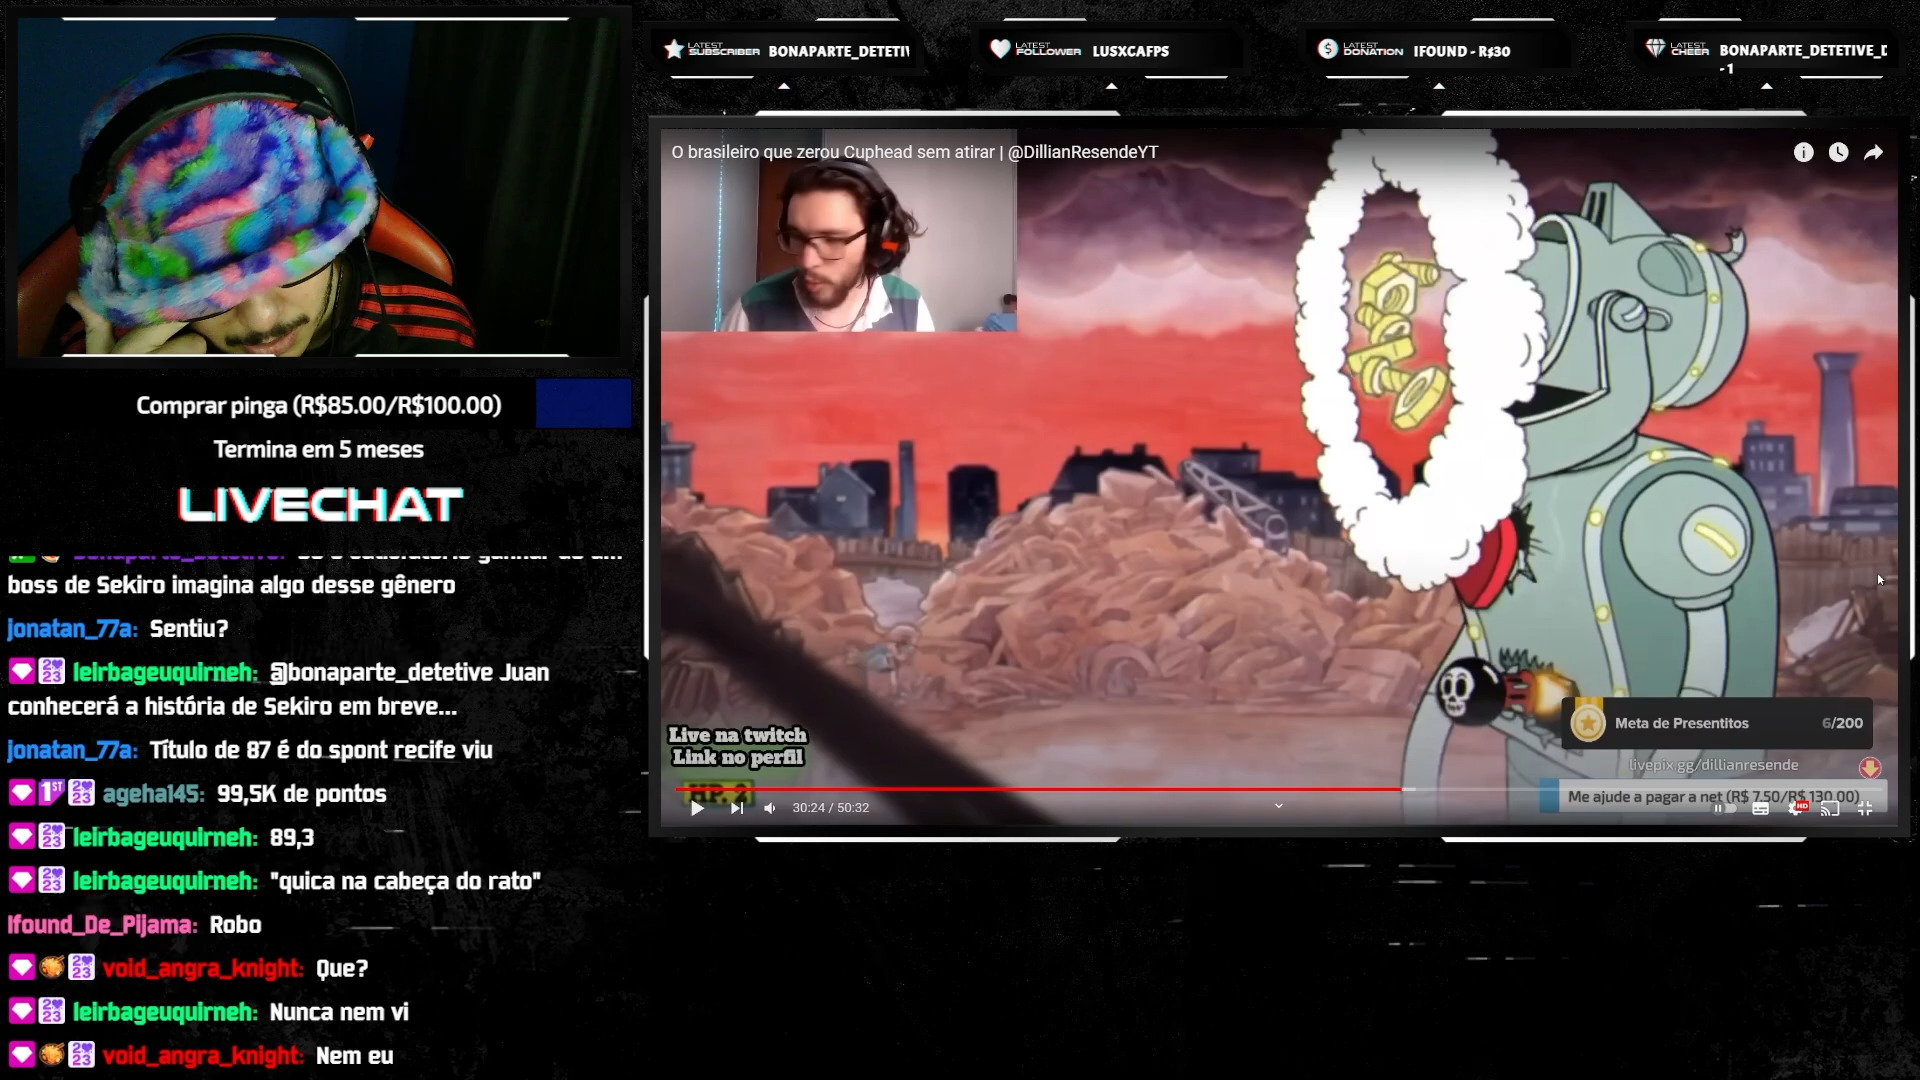 LATEST SUBSCRIBER BONAPARTE_DETETIV
LATEST FOLLOWER LUSXCAFPS
LATEST DONATION IFOUND - R$30
LATEST CHEER BONAPARTE_DETETIVE_D
- 1
O brasileiro que zerou Cuphead sem atirar | @DillianResendeYT
Comprar pinga (R$85.00/R$100.00)
Termina em 5 meses
LIVECHAT
boss de Sekiro imagina algo desse gênero
jonatan_77a: Sentiu?
leirbageuquirneh: @bonaparte_detetive Juan
conhecerá a história de Sekiro em breve...
jonatan_77a: Título de 87 é do spont recife viu
1ST ageha145: 99,5K de pontos
leirbageuquirneh: 89,3
leirbageuquirneh: "quica na cabeça do rato"
Ifound_De_Pijama: Robo
void_angra_knight: Que?
leirbageuquirneh: Nunca nem vi
void_angra_knight: Nem eu
Live na twitch
Link no perfil
HP. 2
30:24 / 50:32
Meta de Presentitos 6/200
livepix.gg/dillianresende
Me ajude a pagar a net (R$ 7.50/R$ 130.00)
HD